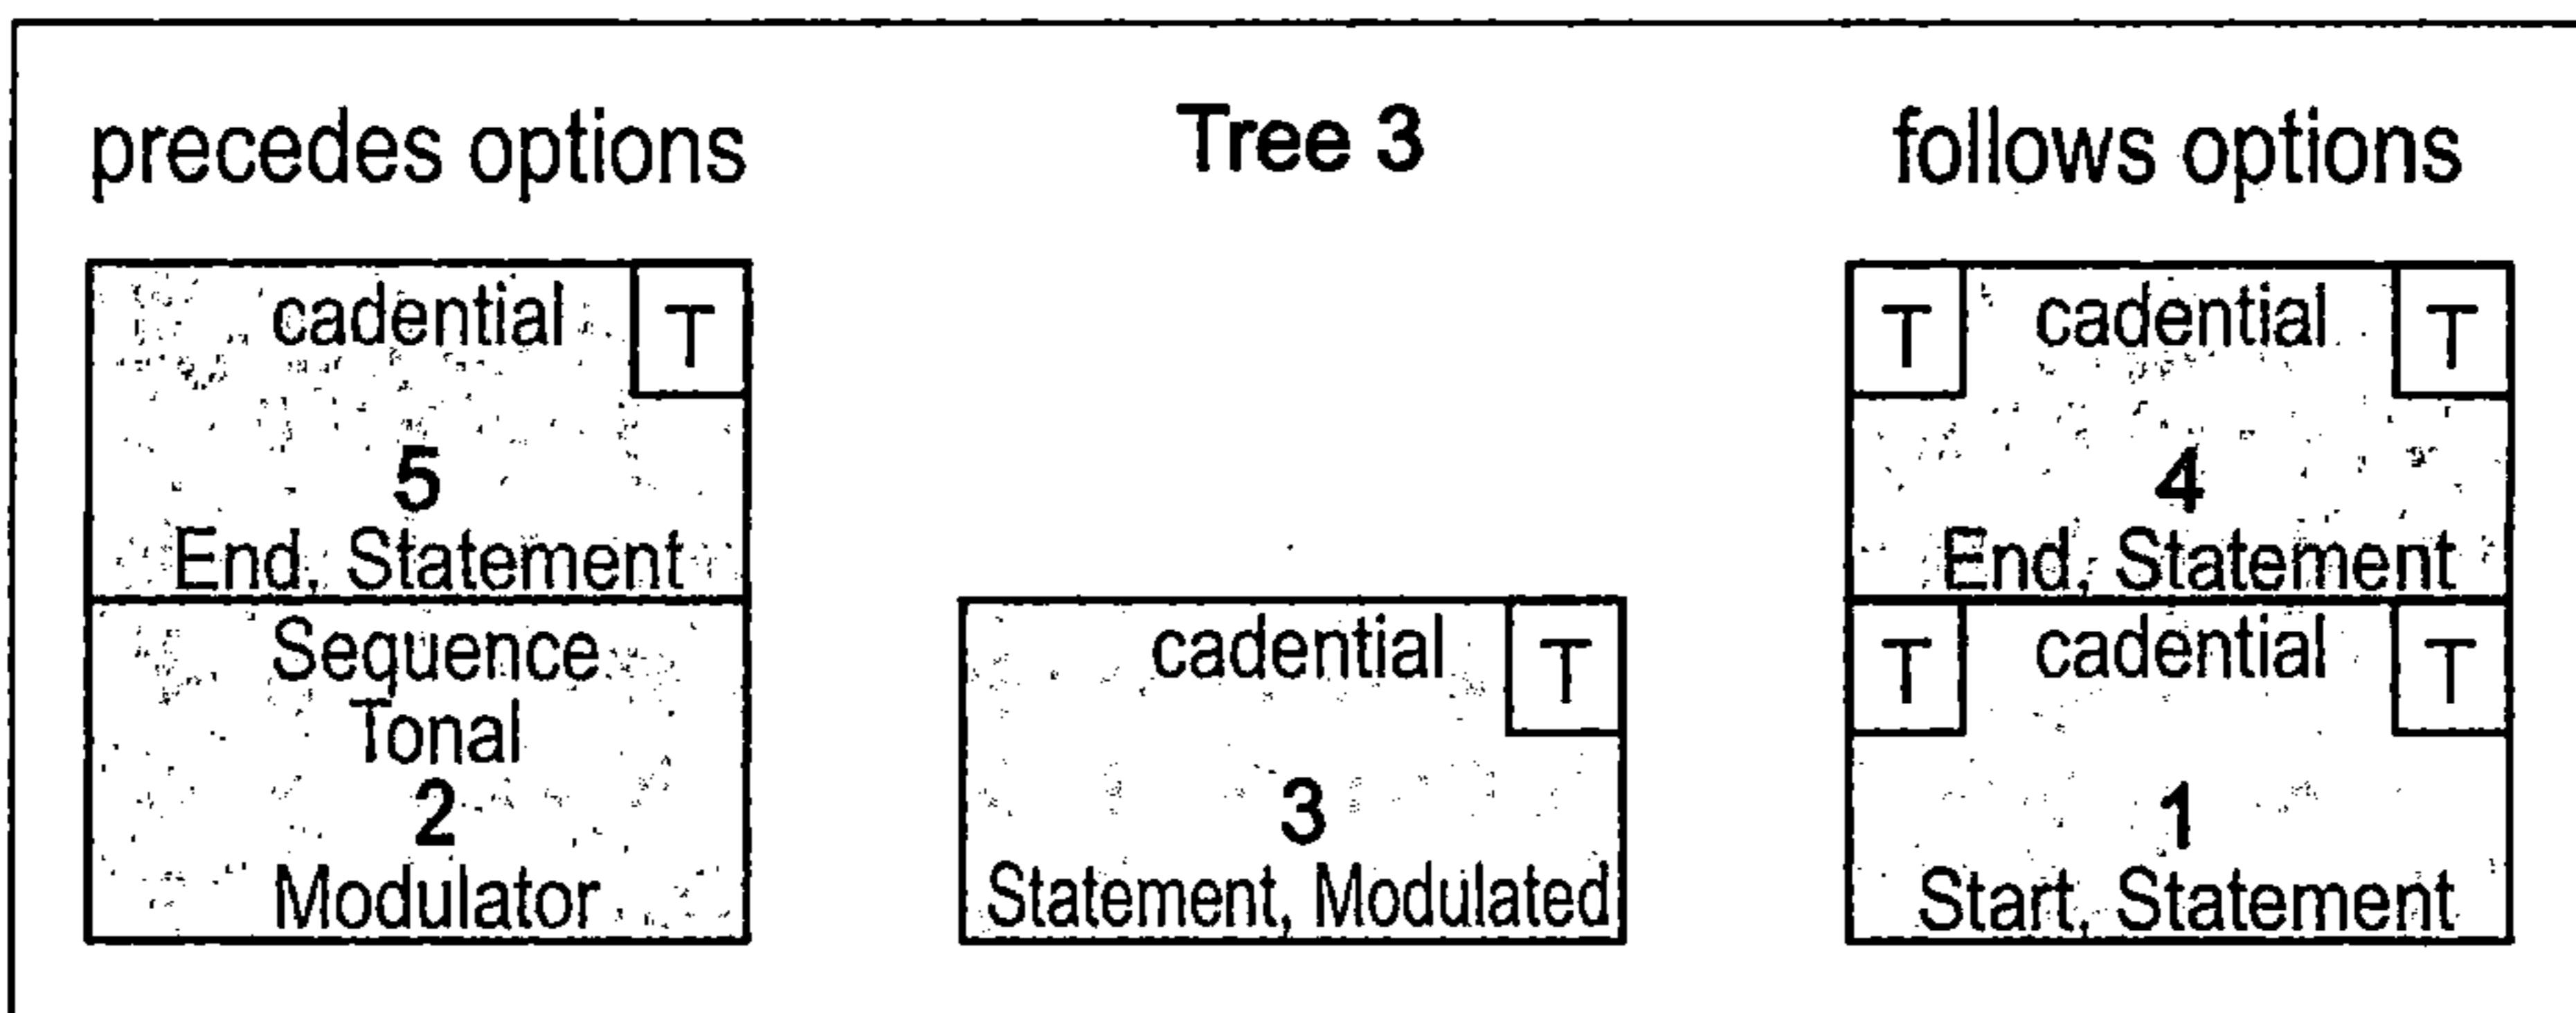 precedes options
Tree 3
follows options
cadential T
5
End, Statement
Sequence
Tonal
2
Modulator
cadential T
3
Statement, Modulated
T cadential T
4
End, Statement
T cadential T
1
Start, Statement